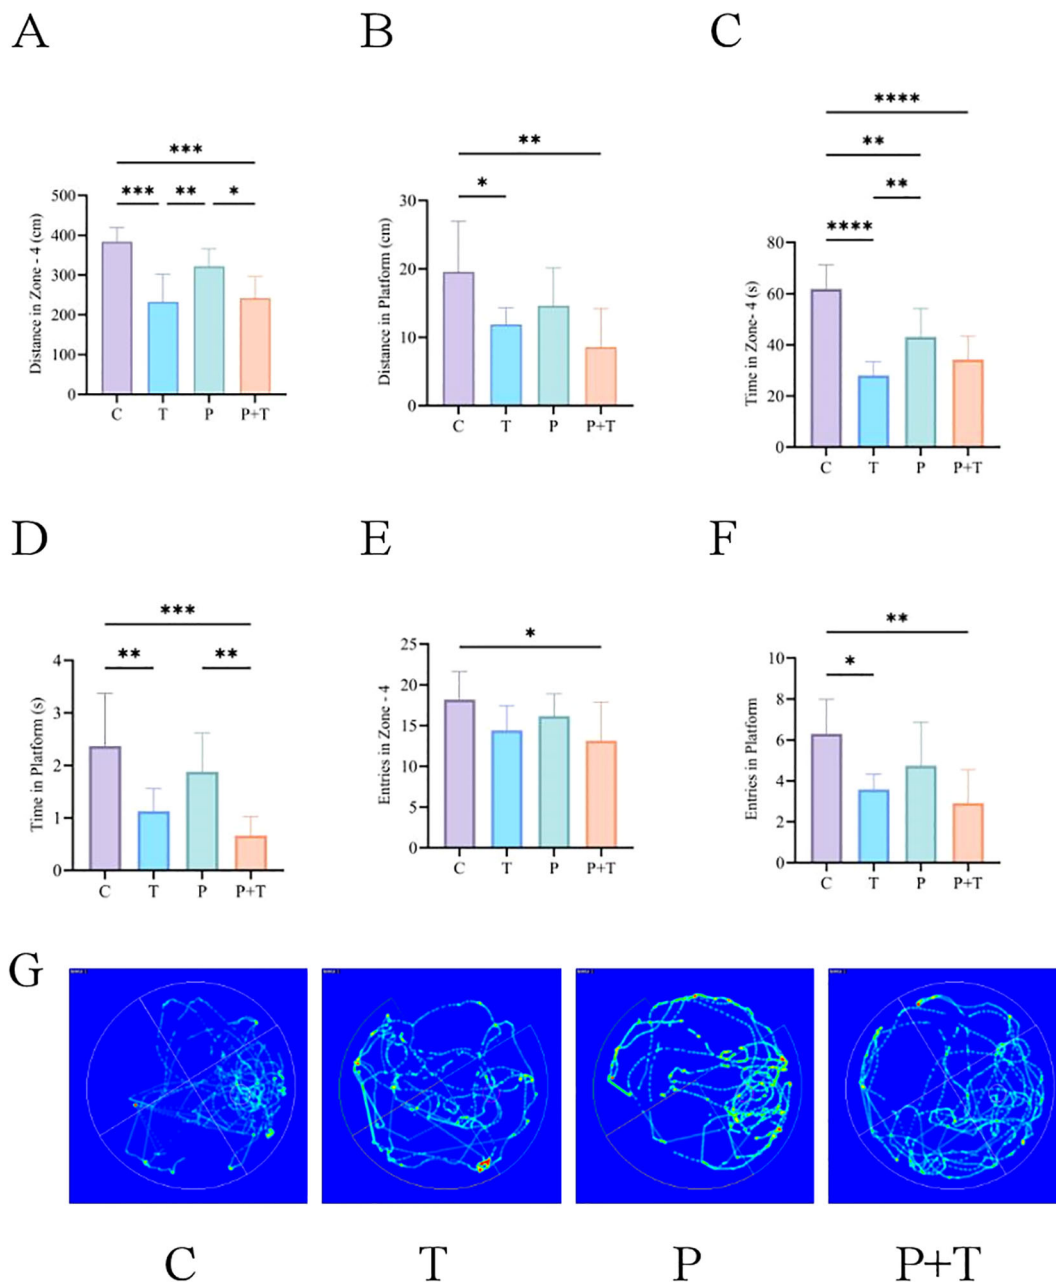 A
B
C
***
***
**
*
Distance in Zone - 4 (cm)
500
400
300
200
100
0
C
T
P
P+T
**
*
Distance in Platform (cm)
30
20
10
0
C
T
P
P+T
****
**
**
****
Time in Zone- 4 (s)
80
60
40
20
0
C
T
P
P+T
D
E
F
***
**
**
Time in Platform (s)
4
3
2
1
0
C
T
P
P+T
*
Entries in Zone - 4
25
20
15
10
5
0
C
T
P
P+T
**
*
Entries in Platform
10
8
6
4
2
0
C
T
P
P+T
G
C
T
P
P+T